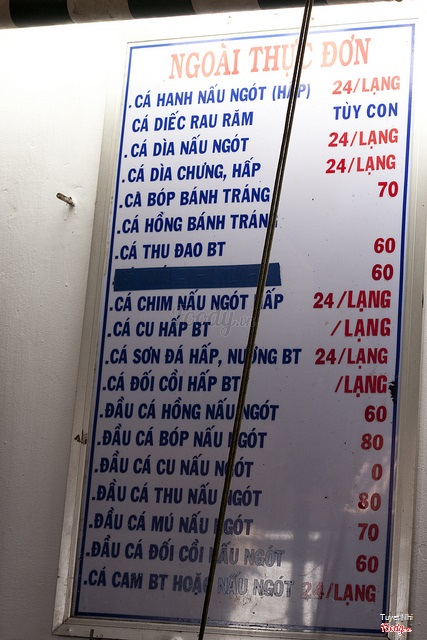 NGOÀI THỰC ĐƠN
.CÁ HANH NẤU NGÓT (HẤP) 24/LẠNG
CÁ DIẾC RAU RĂM TÙY CON
.CÁ DÌA NẤU NGÓT 24/LẠNG
.CÁ DÌA CHƯNG, HẤP 24/LẠNG
.CÀ BÓP BÁNH TRÁNG 70
.CÁ HỒNG BÁNH TRÁNG
.CÁ THU ĐAO BT 60
60
.CÁ CHIM NẤU NGÓT HẤP 24/LẠNG
.CÁ CU HẤP BT /LẠNG
.CÁ SƠN ĐÁ HẤP, NƯỚNG BT 24/LẠNG
.CÁ ĐỐI CỒI HẤP BT /LẠNG
.ĐẦU CÁ HỒNG NẤU NGÓT 60
.ĐẦU CÁ BÓP NẤU NGÓT 80
.ĐẦU CÁ CU NẤU NGÓT 0
.ĐẦU CÁ THU NẤU NGÓT 80
.ĐẦU CÁ MÚ NẤU NGÓT 70
.ĐẦU CÁ ĐỐI CỒI NẤU NGÓT 60
.CÁ CAM BT HOẶC NẤU NGÓT 24/LẠNG
Tuyet Nhi